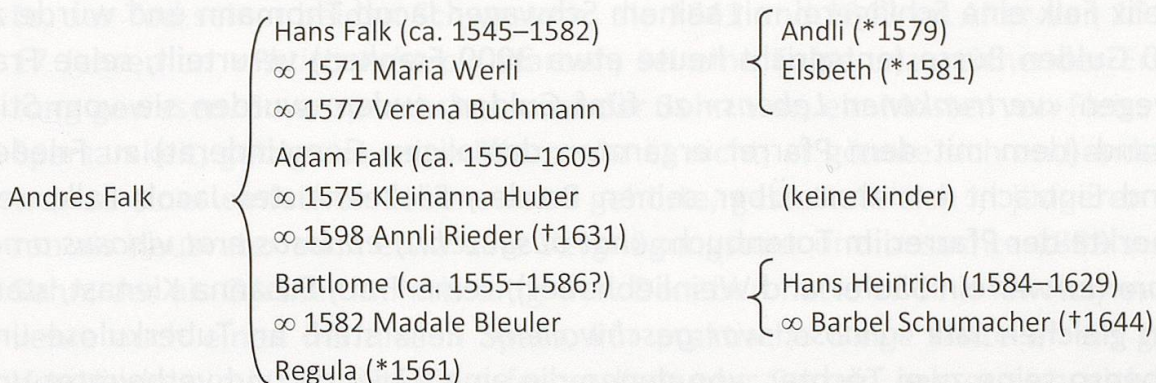 Hans Falk (ca. 1545–1582)
∞ 1571 Maria Werli
∞ 1577 Verena Buchmann
Andli (*1579)
Elsbeth (*1581)
Andres Falk
Adam Falk (ca. 1550–1605)
∞ 1575 Kleinanna Huber
∞ 1598 Annli Rieder (†1631)
(keine Kinder)
Bartlome (ca. 1555–1586?)
∞ 1582 Madale Bleuler
Hans Heinrich (1584–1629)
∞ Barbel Schumacher (†1644)
Regula (*1561)